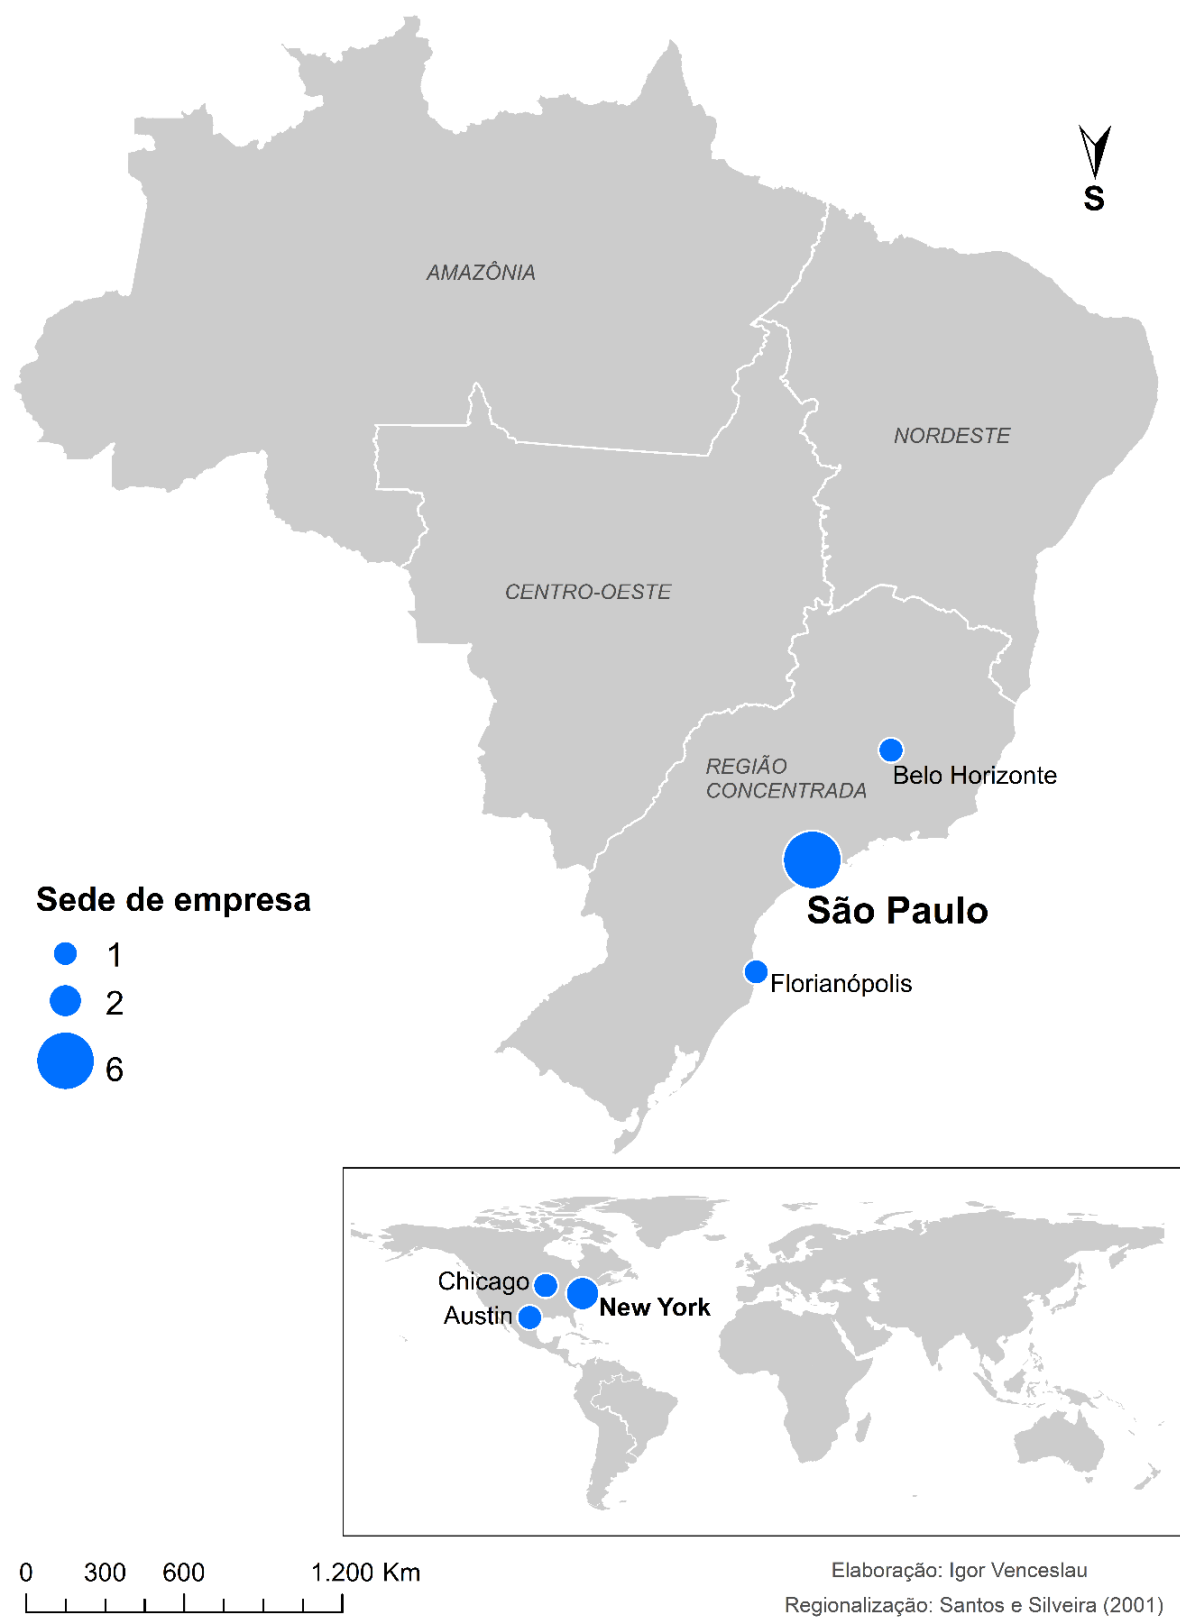 S
AMAZÔNIA
NORDESTE
CENTRO-OESTE
REGIÃO
CONCENTRADA
Belo Horizonte
São Paulo
Florianópolis
Sede de empresa
1
2
6
Chicago
Austin
New York
0 300 600 1.200 Km
Elaboração: Igor Venceslau
Regionalização: Santos e Silveira (2001)